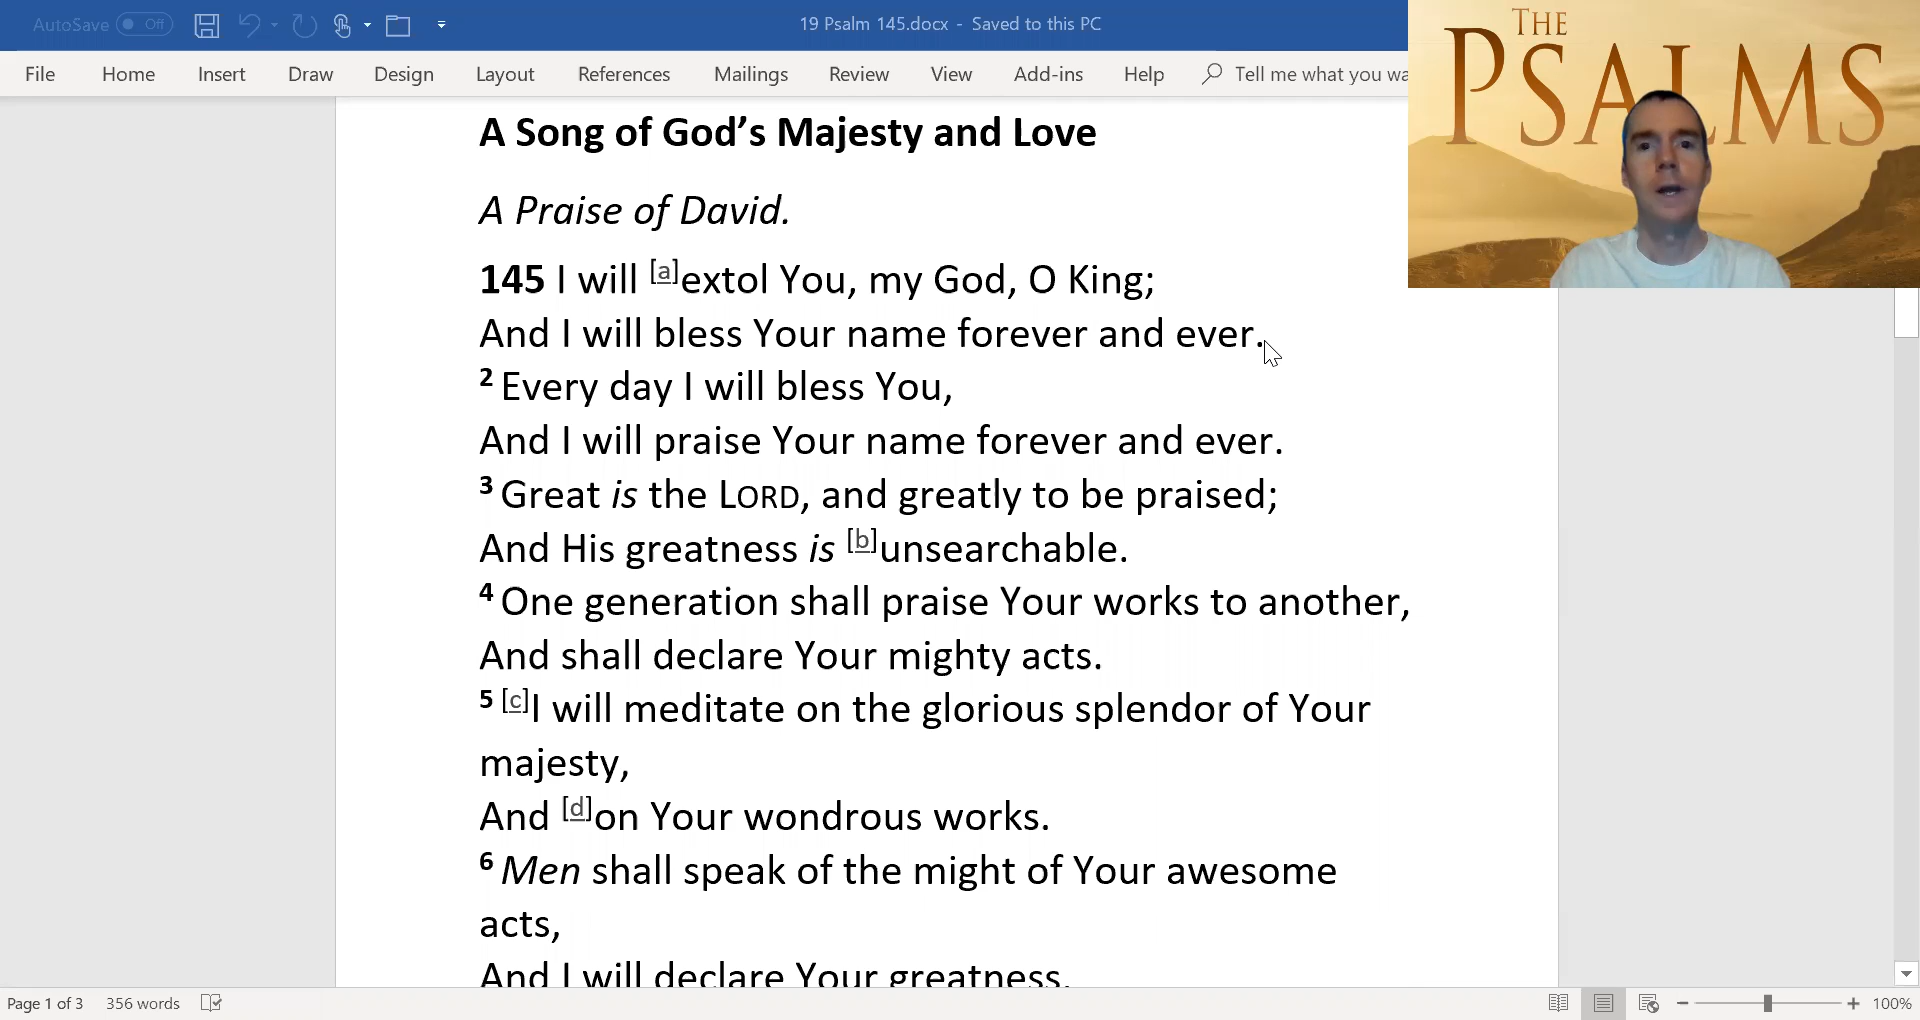 AutoSave Off
19 Psalm 145.docx - Saved to this PC
File Home Insert Draw Design Layout References Mailings Review View Add-ins Help Tell me what you wa
THE
PSALMS
A Song of God’s Majesty and Love
A Praise of David.
145 I will [a]extol You, my God, O King;
And I will bless Your name forever and ever.
2 Every day I will bless You,
And I will praise Your name forever and ever.
3 Great is the LORD, and greatly to be praised;
And His greatness is [b]unsearchable.
4 One generation shall praise Your works to another,
And shall declare Your mighty acts.
5 [c]I will meditate on the glorious splendor of Your
majesty,
And [d]on Your wondrous works.
6 Men shall speak of the might of Your awesome
acts,
And I will declare Your greatness.
Page 1 of 3 356 words 100%